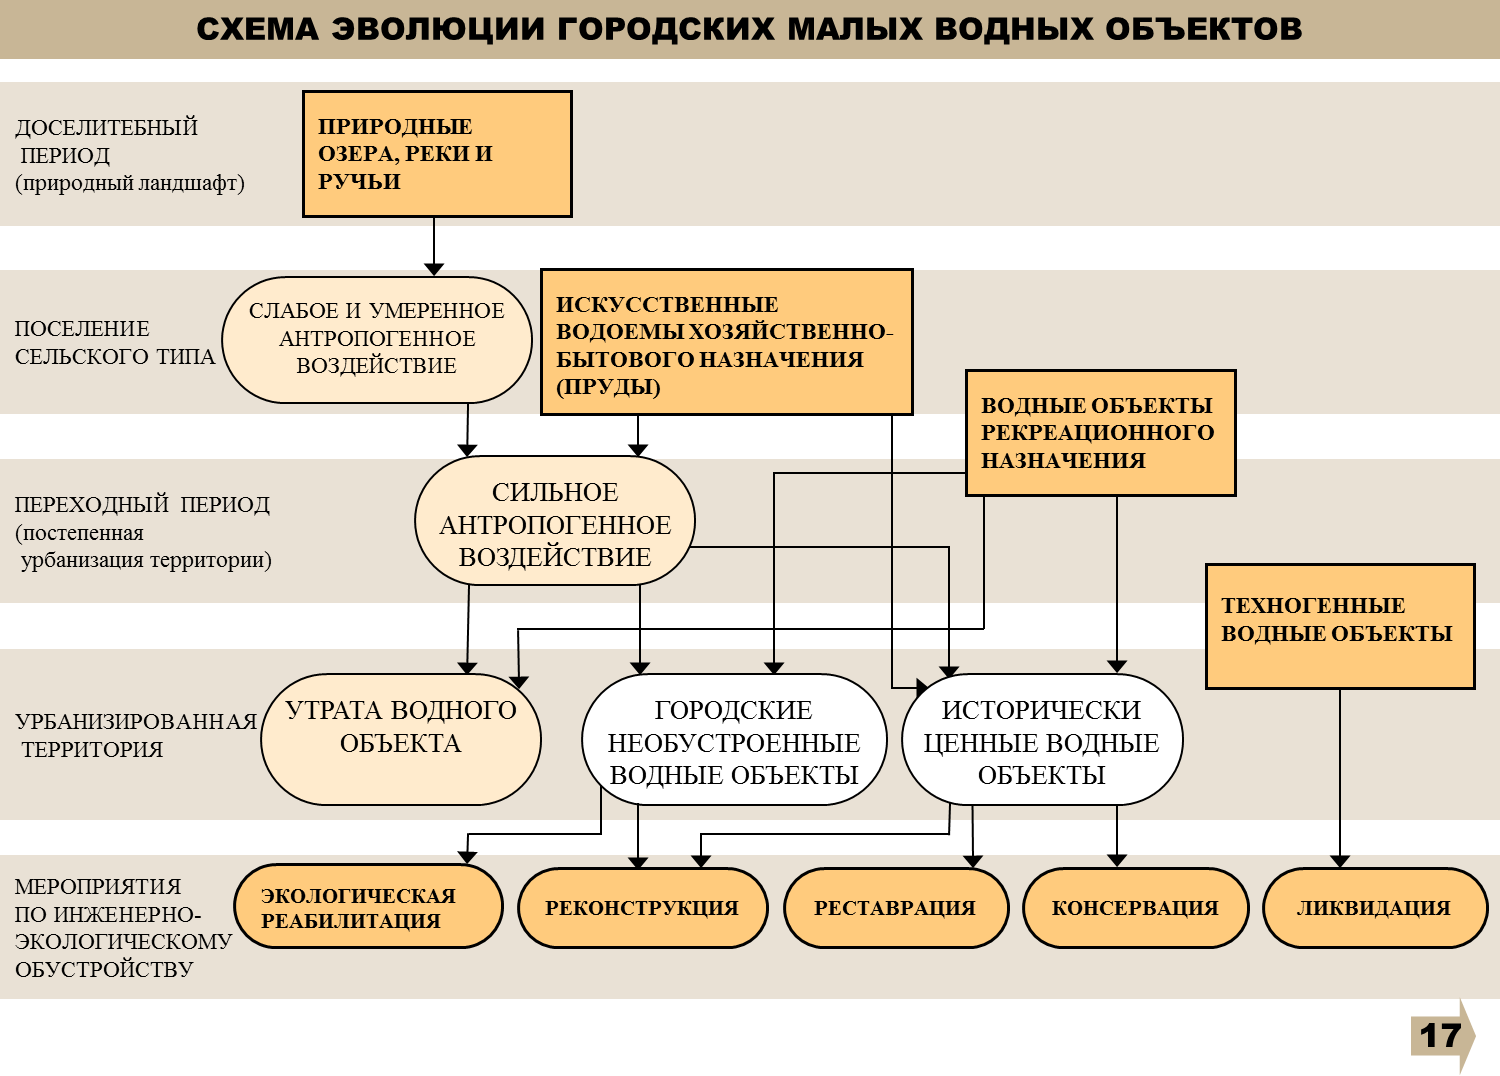 СХЕМА ЭВОЛЮЦИИ ГОРОДСКИХ МАЛЫХ ВОДНЫХ ОБЪЕКТОВ
ДОСЕЛИТЕБНЫЙ
ПЕРИОД
(природный ландшафт)
ПРИРОДНЫЕ
ОЗЕРА, РЕКИ И
РУЧЬИ
ПОСЕЛЕНИЕ
СЕЛЬСКОГО ТИПА
СЛАБОЕ И УМЕРЕННОЕ
АНТРОПОГЕННОЕ
ВОЗДЕЙСТВИЕ
ИСКУССТВЕННЫЕ
ВОДОЕМЫ ХОЗЯЙСТВЕННО-
БЫТОВОГО НАЗНАЧЕНИЯ
(ПРУДЫ)
ВОДНЫЕ ОБЪЕКТЫ
РЕКРЕАЦИОННОГО
НАЗНАЧЕНИЯ
ПЕРЕХОДНЫЙ ПЕРИОД
(постепенная
урбанизация территории)
СИЛЬНОЕ
АНТРОПОГЕННОЕ
ВОЗДЕЙСТВИЕ
ТЕХНОГЕННЫЕ
ВОДНЫЕ ОБЪЕКТЫ
УРБАНИЗИРОВАННАЯ
ТЕРРИТОРИЯ
УТРАТА ВОДНОГО
ОБЪЕКТА
ГОРОДСКИЕ
НЕОБУСТРОЕННЫЕ
ВОДНЫЕ ОБЪЕКТЫ
ИСТОРИЧЕСКИ
ЦЕННЫЕ ВОДНЫЕ
ОБЪЕКТЫ
МЕРОПРИЯТИЯ
ПО ИНЖЕНЕРНО-
ЭКОЛОГИЧЕСКОМУ
ОБУСТРОЙСТВУ
ЭКОЛОГИЧЕСКАЯ
РЕАБИЛИТАЦИЯ
РЕКОНСТРУКЦИЯ
РЕСТАВРАЦИЯ
КОНСЕРВАЦИЯ
ЛИКВИДАЦИЯ
17